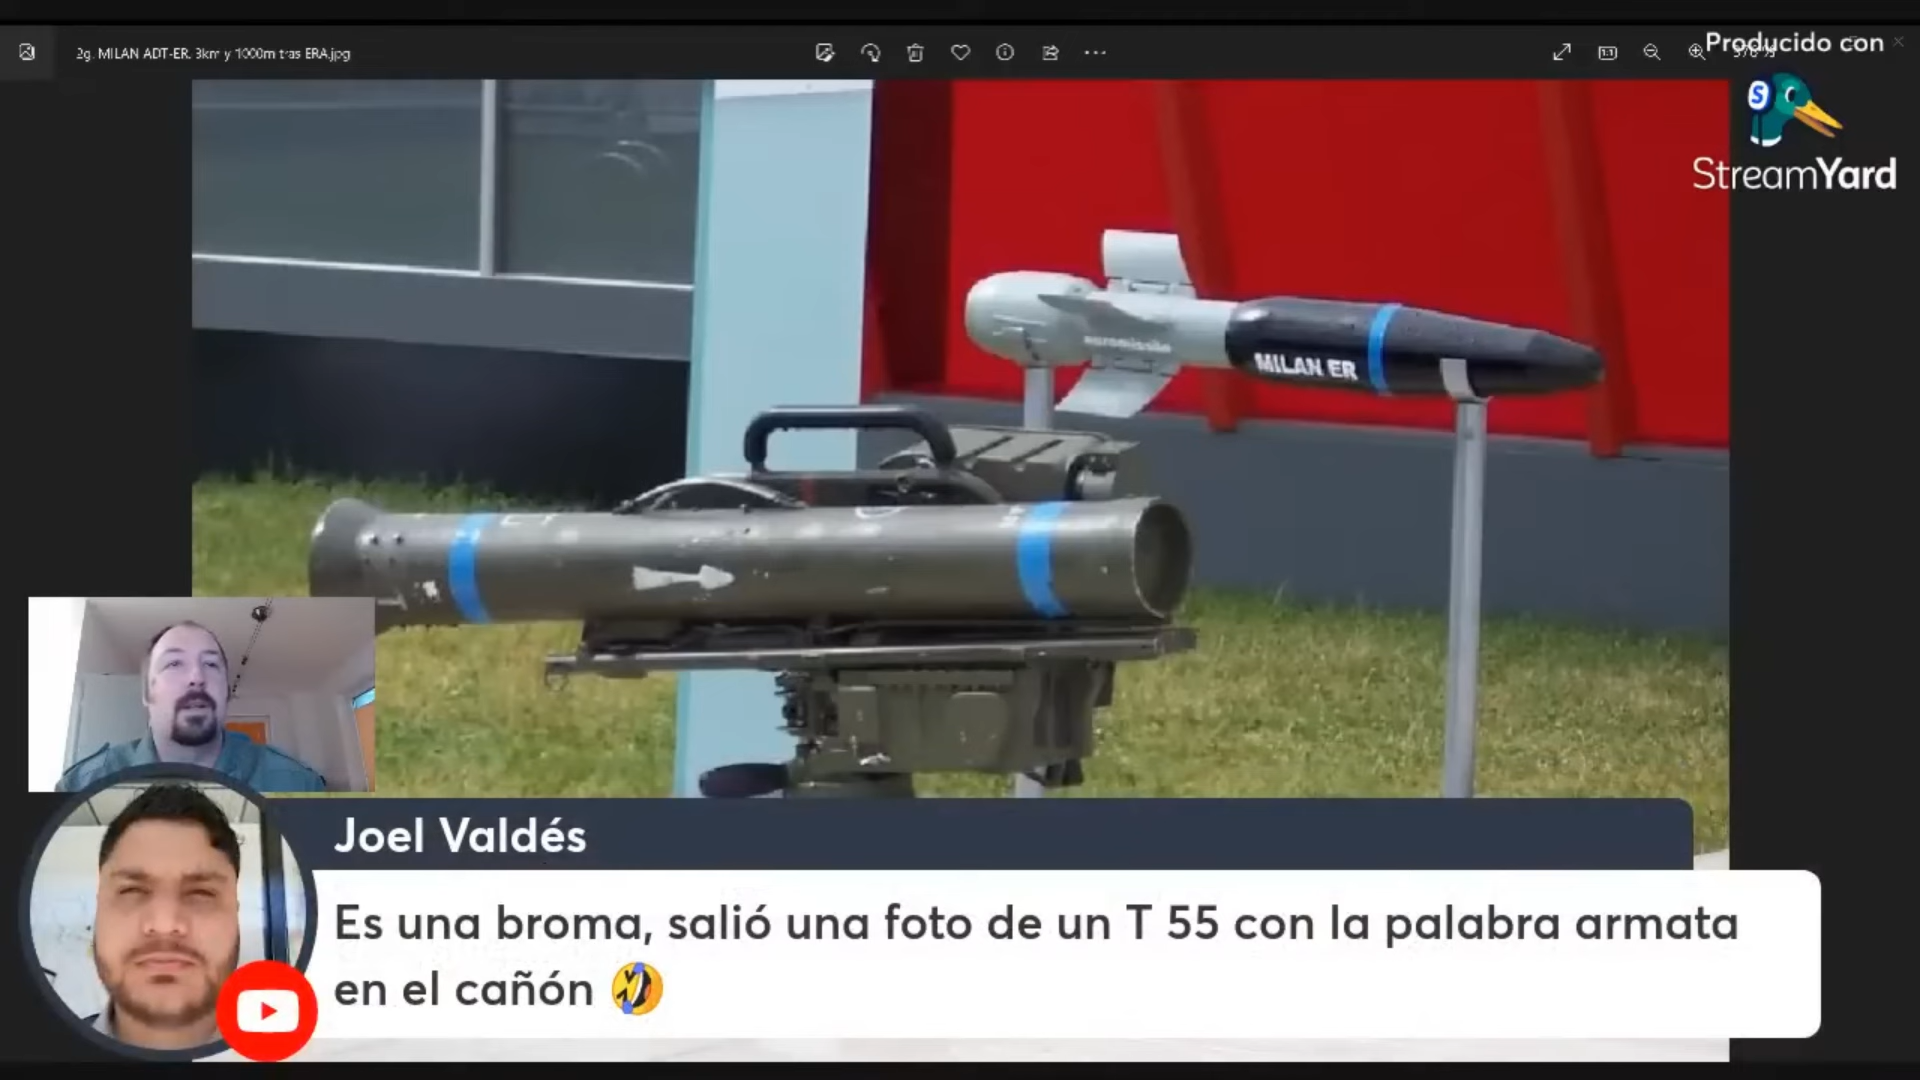 2g. MILAN ADT-ER. 3km y 1000m tras ERA.jpg
Producido con
StreamYard
euromissile
MILAN ER
Joel Valdés
Es una broma, salió una foto de un T 55 con la palabra armata
en el cañón 🤣